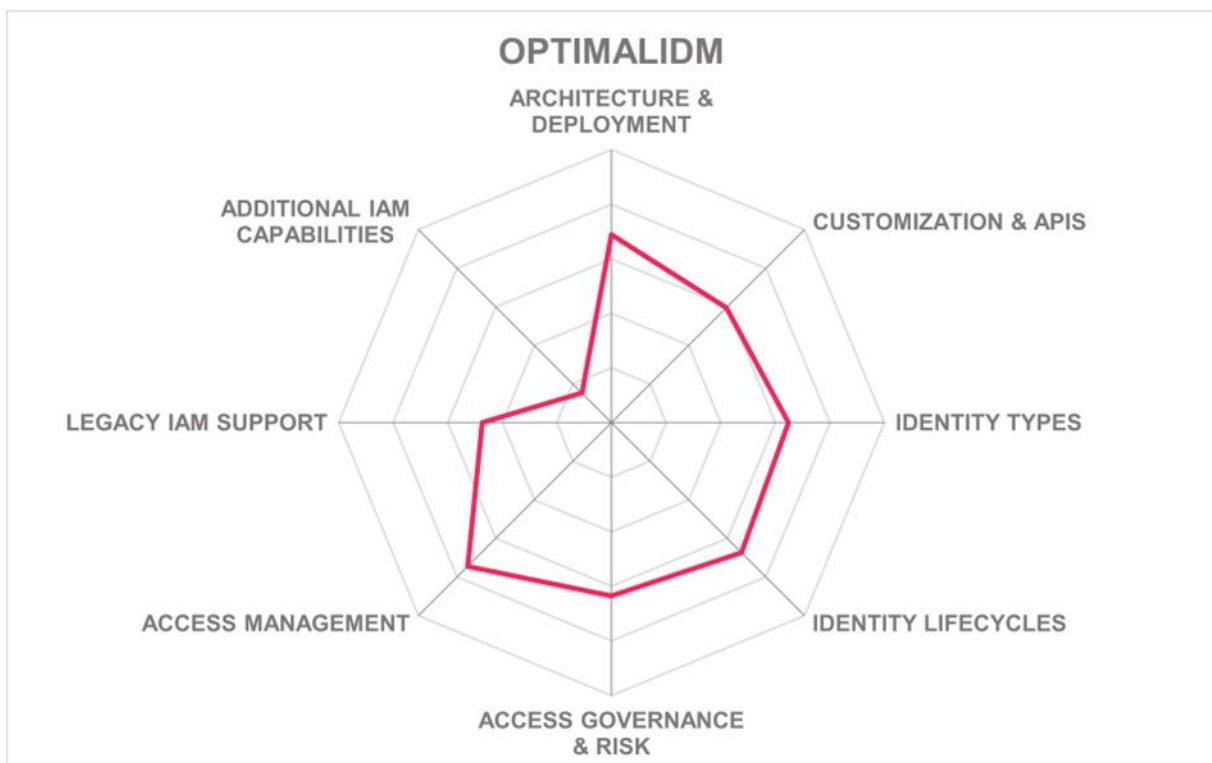 OPTIMALIDM
ARCHITECTURE &
DEPLOYMENT
ADDITIONAL IAM
CAPABILITIES
CUSTOMIZATION & APIS
LEGACY IAM SUPPORT
IDENTITY TYPES
ACCESS MANAGEMENT
IDENTITY LIFECYCLES
ACCESS GOVERNANCE
& RISK